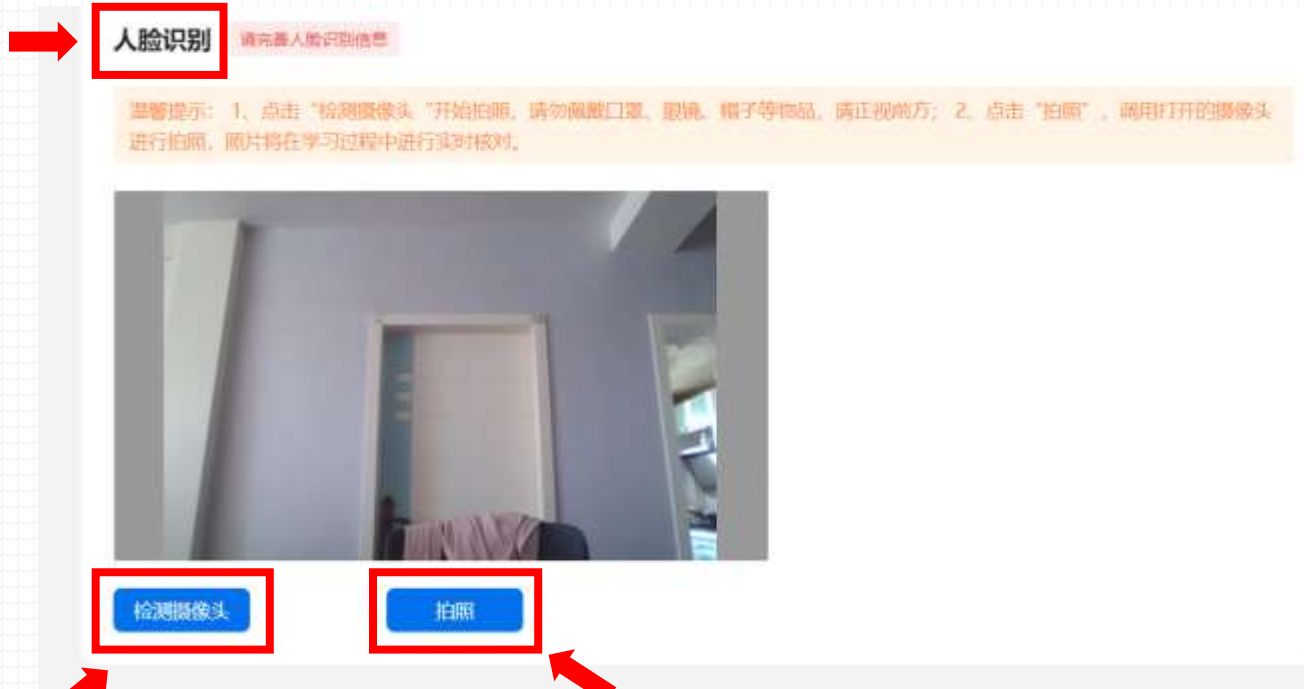 人脸识别
请完善人脸识别信息
温馨提示： 1、点击 “检测摄像头 “开始拍照，请勿佩戴口罩、眼镜、帽子等物品，请正视前方； 2、点击 “拍照” ，调用打开的摄像头
进行拍照，照片将在学习过程中进行实时核对。
检测摄像头
拍照